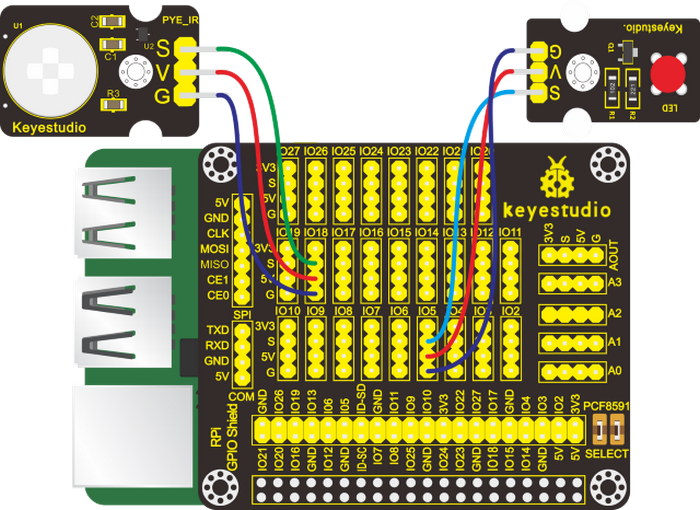 U1
C2
C1
U2
R3
PYE_IR
S
V
G
Keyestudio
Keyestudio.
G
V
S
Q1
102
221
R1
R2
LED
IO27 IO26 IO25 IO24 IO23 IO22
3V3
S
5V
G
keyestudio
5V
GND
CLK
MOSI
MISO
CE1
CE0
SPI
IO19 IO18 IO17 IO16 IO15 IO14 IO13 IO12 IO11
3V3
S
5V
G
3V3 S 5V G
AOUT
A3
A2
A1
A0
TXD
RXD
GND
5V
COM
IO10 IO9 IO8 IO7 IO6 IO5 IO4 IO2
3V3
S
5V
G
RPi
GPIO Shield
GND IO26 IO19 IO13 IO6 IO5 ID-SD GND IO11 IO9 IO10 3V3 IO22 IO27 IO17 GND IO4 IO3 IO2 3V3
IO21 IO20 IO16 GND IO12 GND ID-SC IO7 IO8 IO25 GND IO24 IO23 GND IO18 IO15 IO14 GND 5V 5V
PCF8591
SELECT